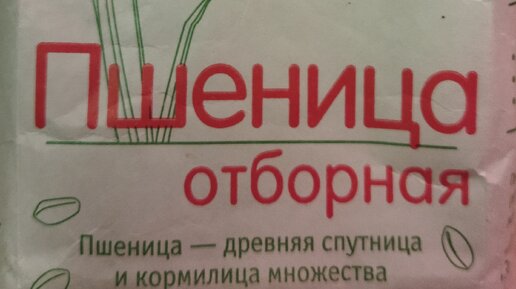 Пшеница
отборная
Пшеница — древняя спутница
и кормилица множества